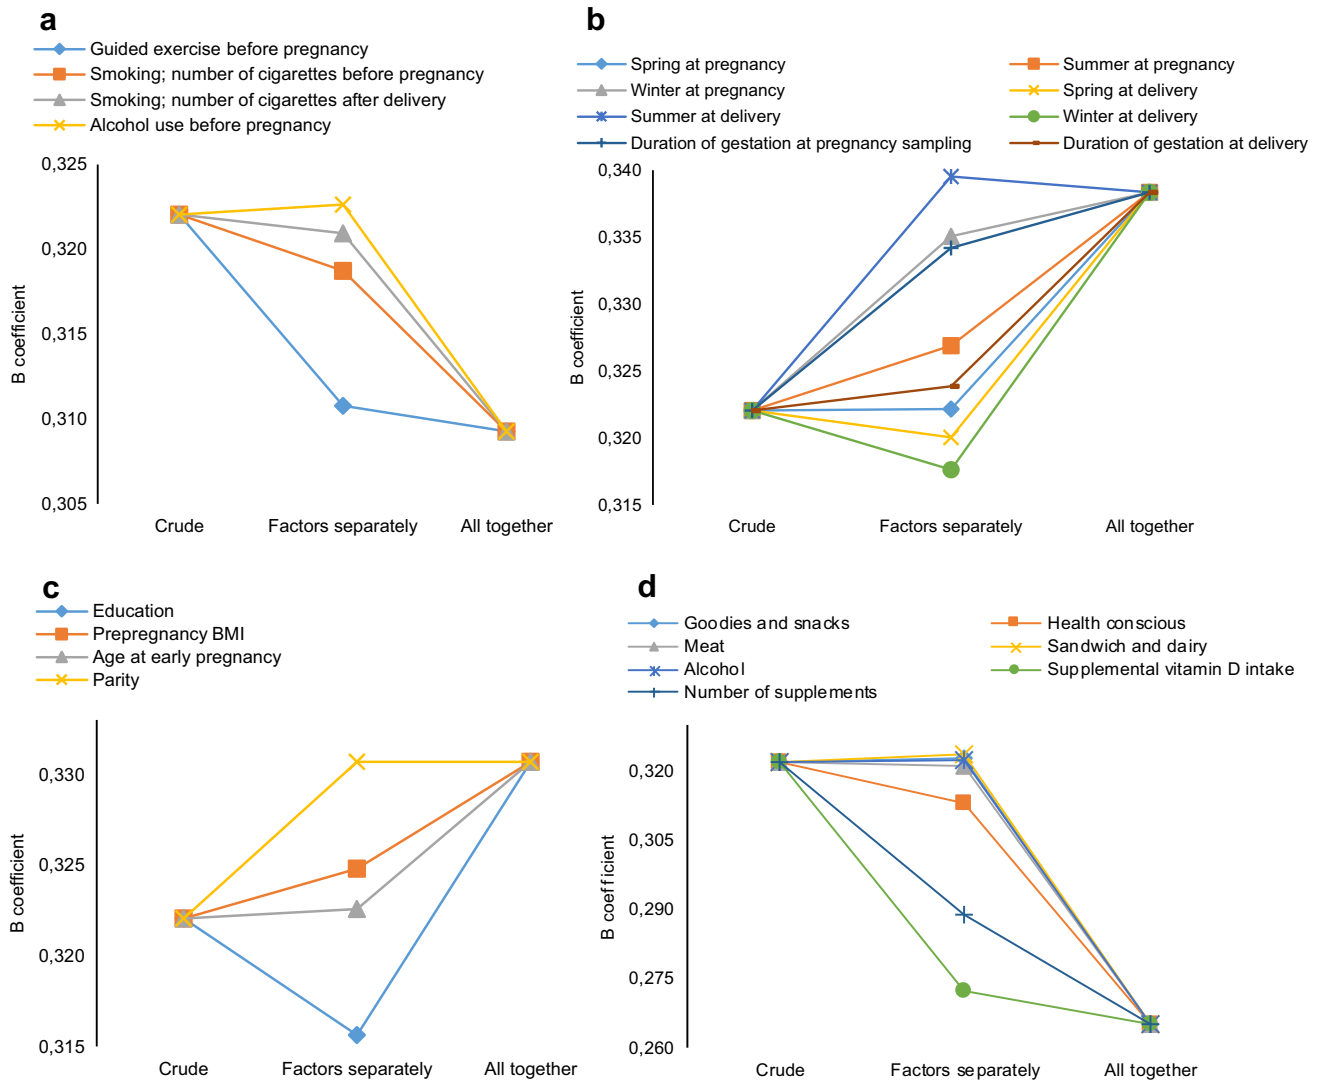 a
Guided exercise before pregnancy
Smoking; number of cigarettes before pregnancy
Smoking; number of cigarettes after delivery
Alcohol use before pregnancy
0,325
0,320
0,315
0,310
0,305
B coefficient
Crude
Factors separately
All together
b
Spring at pregnancy
Summer at pregnancy
Winter at pregnancy
Spring at delivery
Summer at delivery
Winter at delivery
Duration of gestation at pregnancy sampling
Duration of gestation at delivery
0,340
0,335
0,330
0,325
0,320
0,315
B coefficient
Crude
Factors separately
All together
c
Education
Prepregnancy BMI
Age at early pregnancy
Parity
0,330
0,325
0,320
0,315
B coefficient
Crude
Factors separately
All together
d
Goodies and snacks
Health conscious
Meat
Sandwich and dairy
Alcohol
Supplemental vitamin D intake
Number of supplements
0,320
0,305
0,290
0,275
0,260
B coefficient
Crude
Factors separately
All together